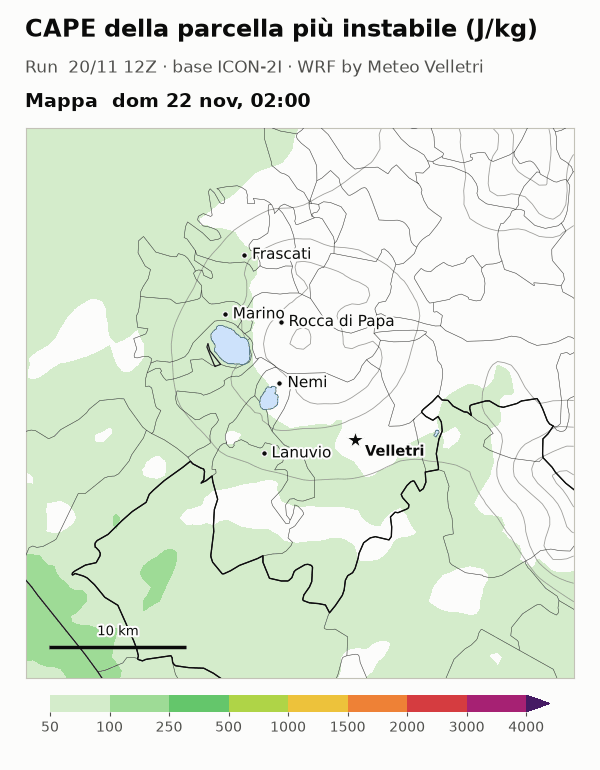 CAPE della parcella più instabile (J/kg)
Run  20/11 12Z · base ICON-2I · WRF by Meteo Velletri
Mappa  dom 22 nov, 02:00
Frascati
Marino
Rocca di Papa
Nemi
Velletri
Lanuvio
10 km
50 100 250 500 1000 1500 2000 3000 4000